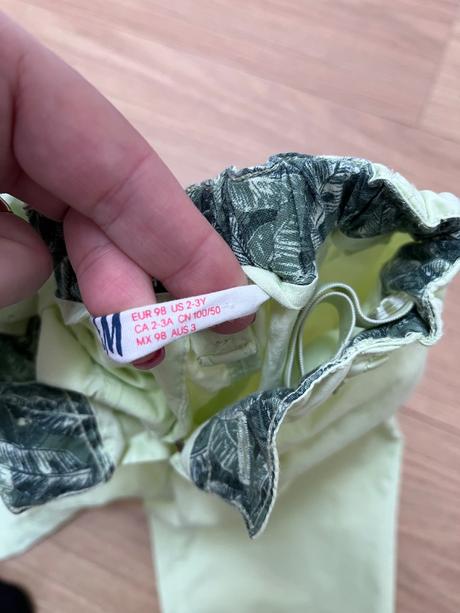 M
EUR 98 US 2-3Y
CA 2-3A CN 100/50
MX 98 AUS 3